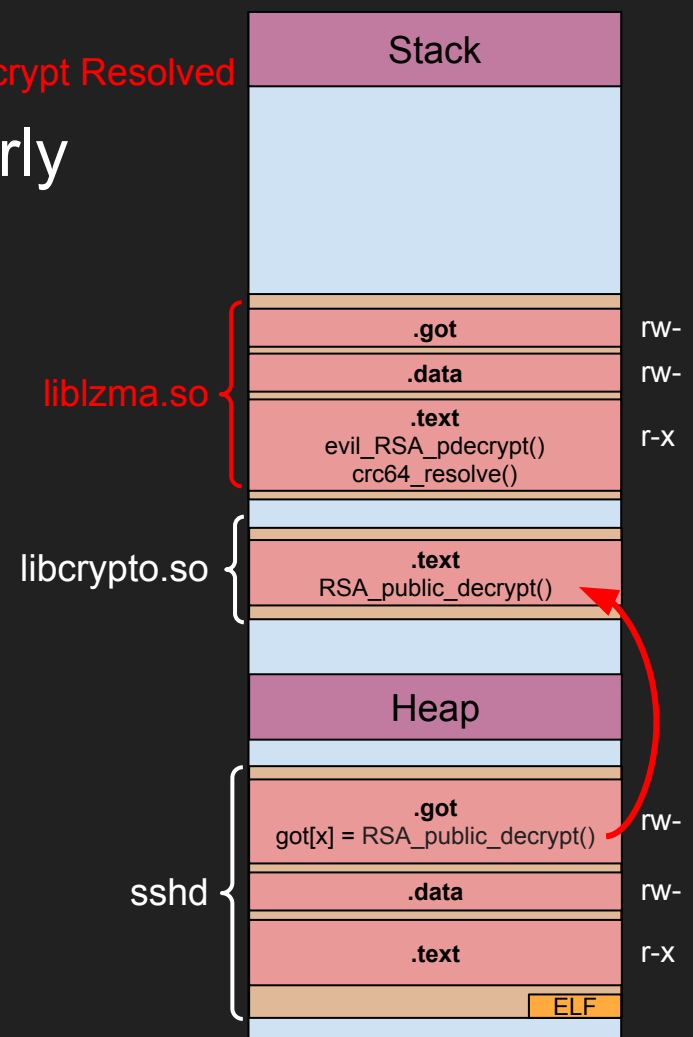 Stack
crypt Resolved
rly
.got
rw-
.data
rw-
liblzma.so
.text
evil_RSA_pdecrypt()
crc64_resolve()
r-x
libcrypto.so
.text
RSA_public_decrypt()
Heap
.got
got[x] = RSA_public_decrypt()
rw-
sshd
.data
rw-
.text
r-x
ELF